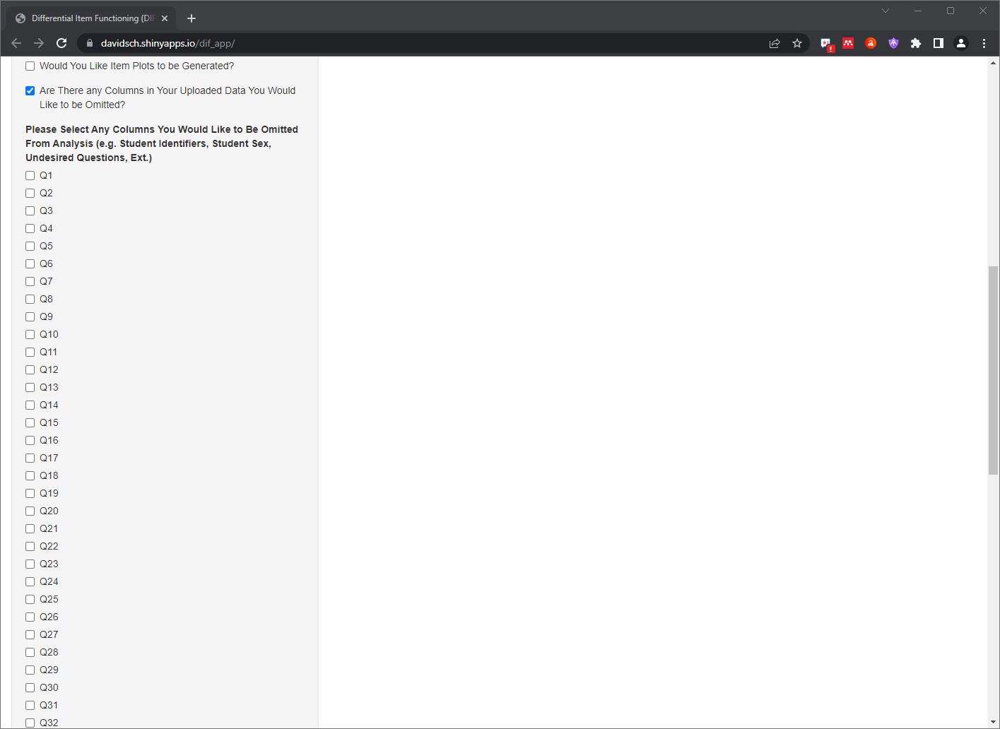 Differential Item Functioning (DIF
davidsch.shinyapps.io/dif_app/
Would You Like Item Plots to be Generated?
Are There any Columns in Your Uploaded Data You Would
Like to be Omitted?
Please Select Any Columns You Would Like to Be Omitted
From Analysis (e.g. Student Identifiers, Student Sex,
Undesired Questions, Ext.)
Q1
Q2
Q3
Q4
Q5
Q6
Q7
Q8
Q9
Q10
Q11
Q12
Q13
Q14
Q15
Q16
Q17
Q18
Q19
Q20
Q21
Q22
Q23
Q24
Q25
Q26
Q27
Q28
Q29
Q30
Q31
Q32